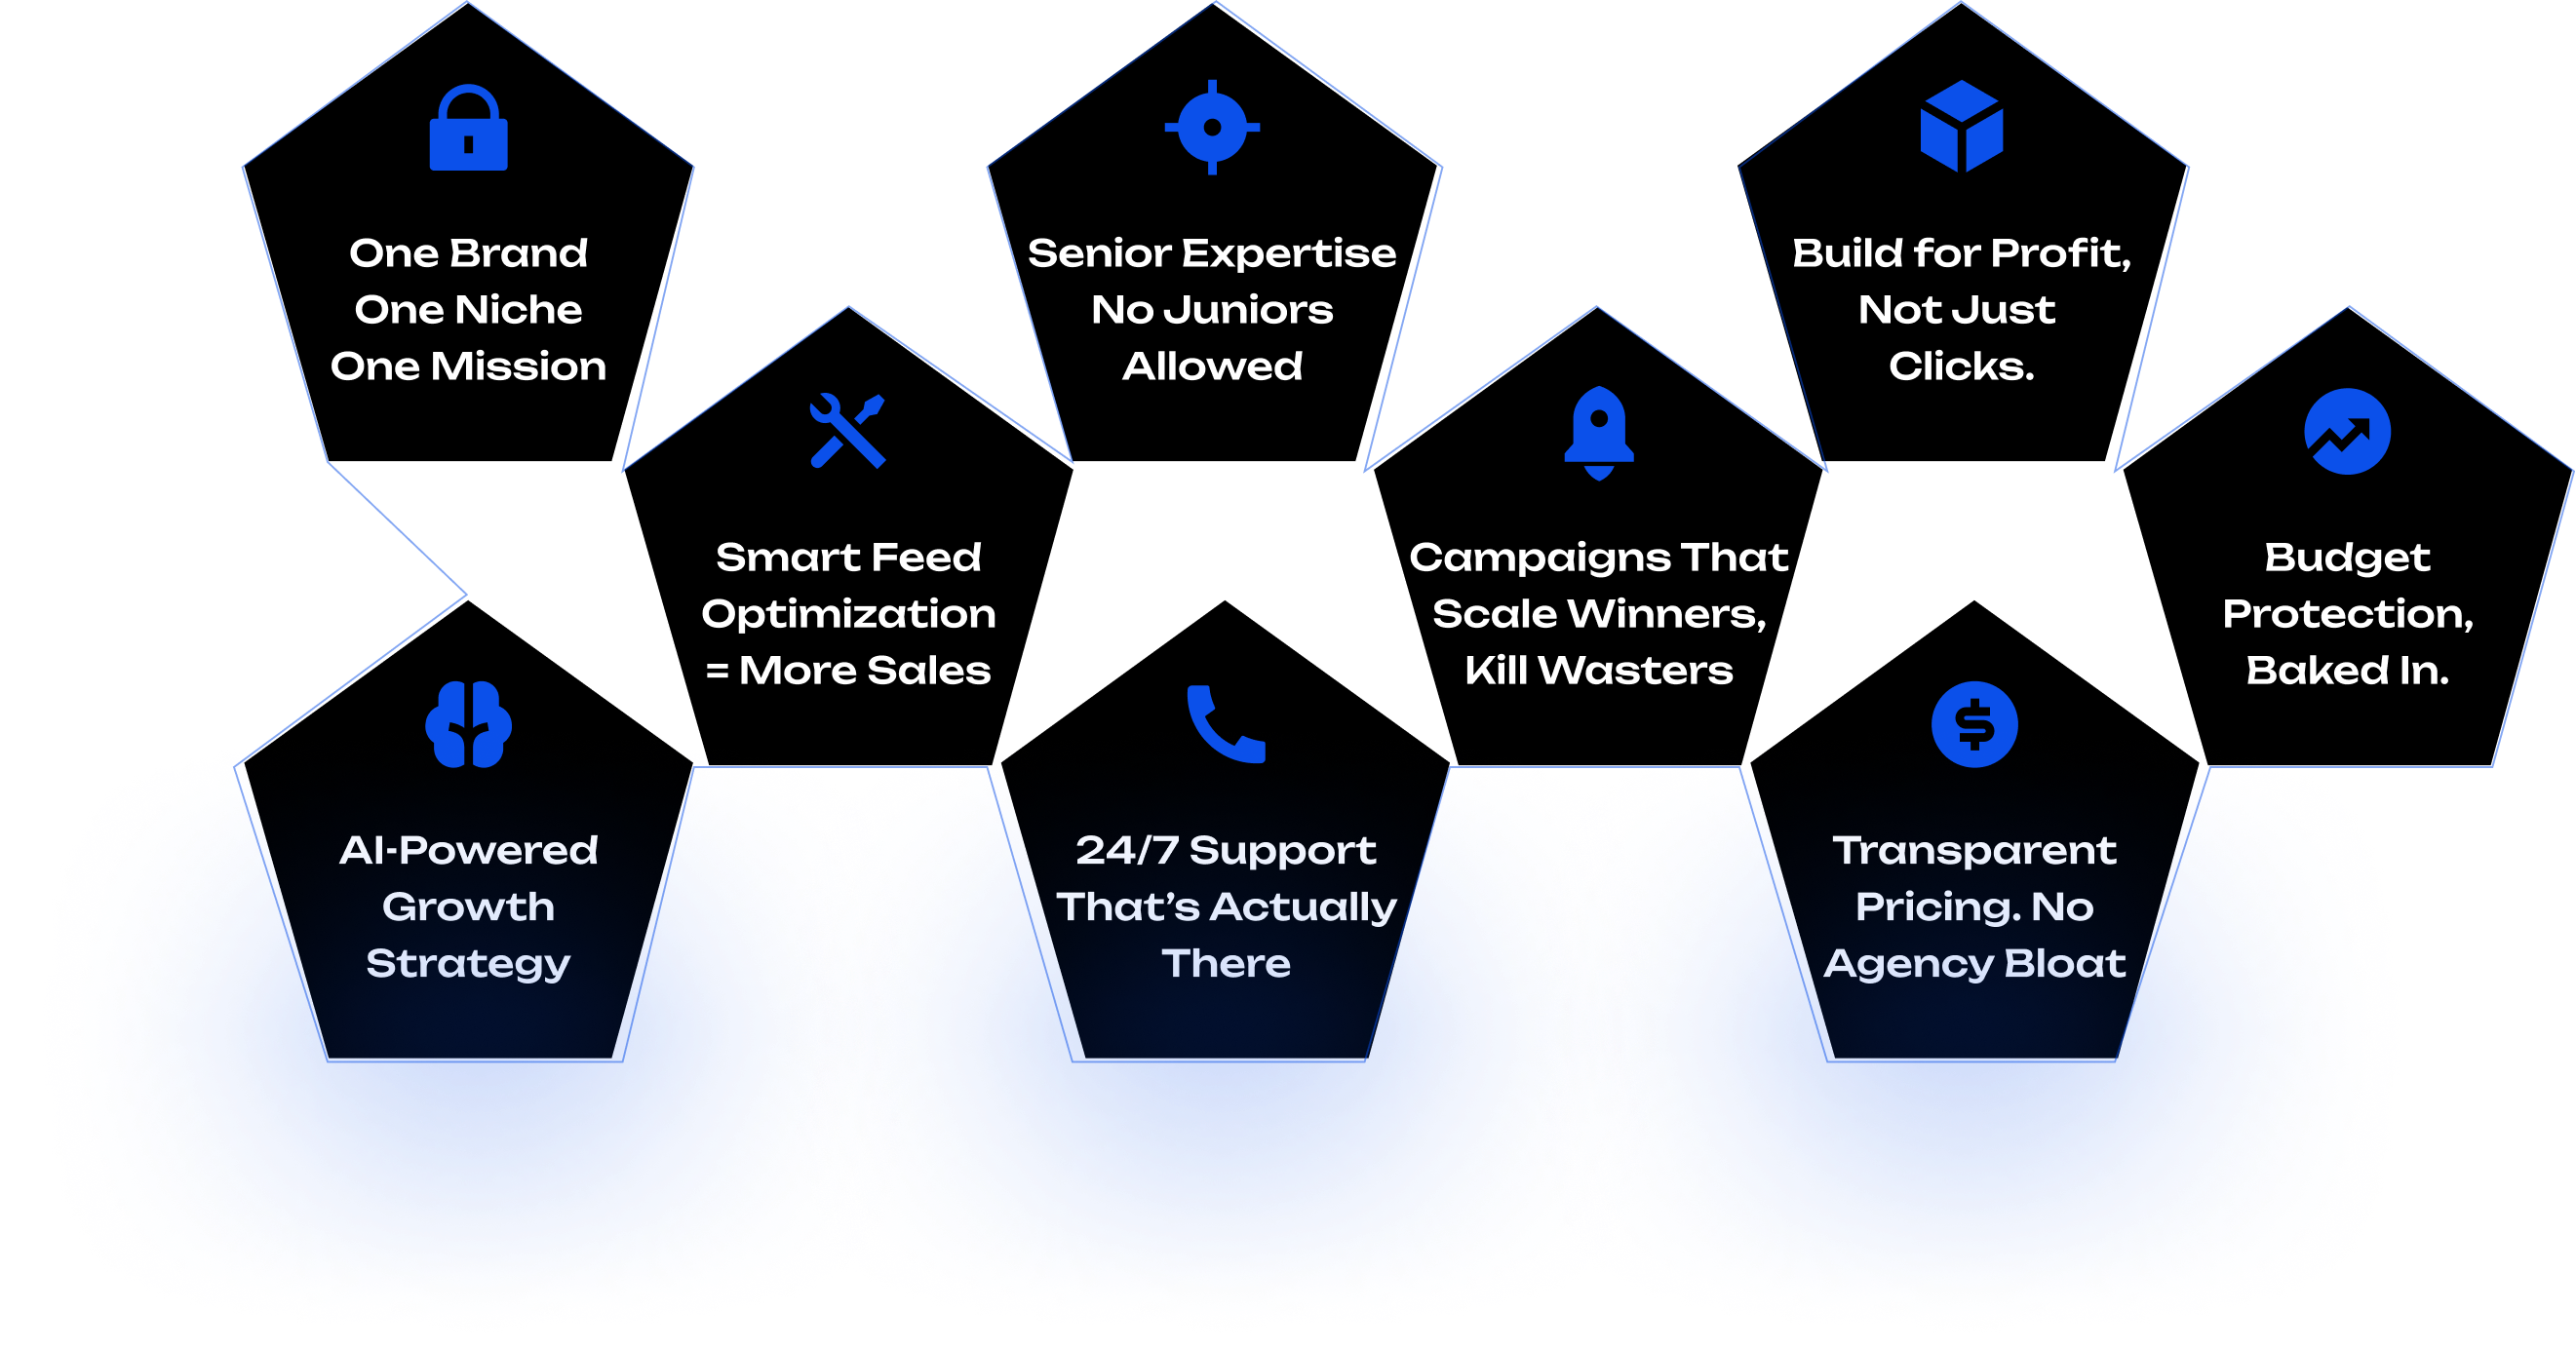 One Brand
One Niche
One Mission
Senior Expertise
No Juniors
Allowed
Build for Profit,
Not Just
Clicks.
Smart Feed
Optimization
= More Sales
Campaigns That
Scale Winners,
Kill Wasters
Budget
Protection,
Baked In.
AI-Powered
Growth
Strategy
24/7 Support
That’s Actually
There
Transparent
Pricing. No
Agency Bloat